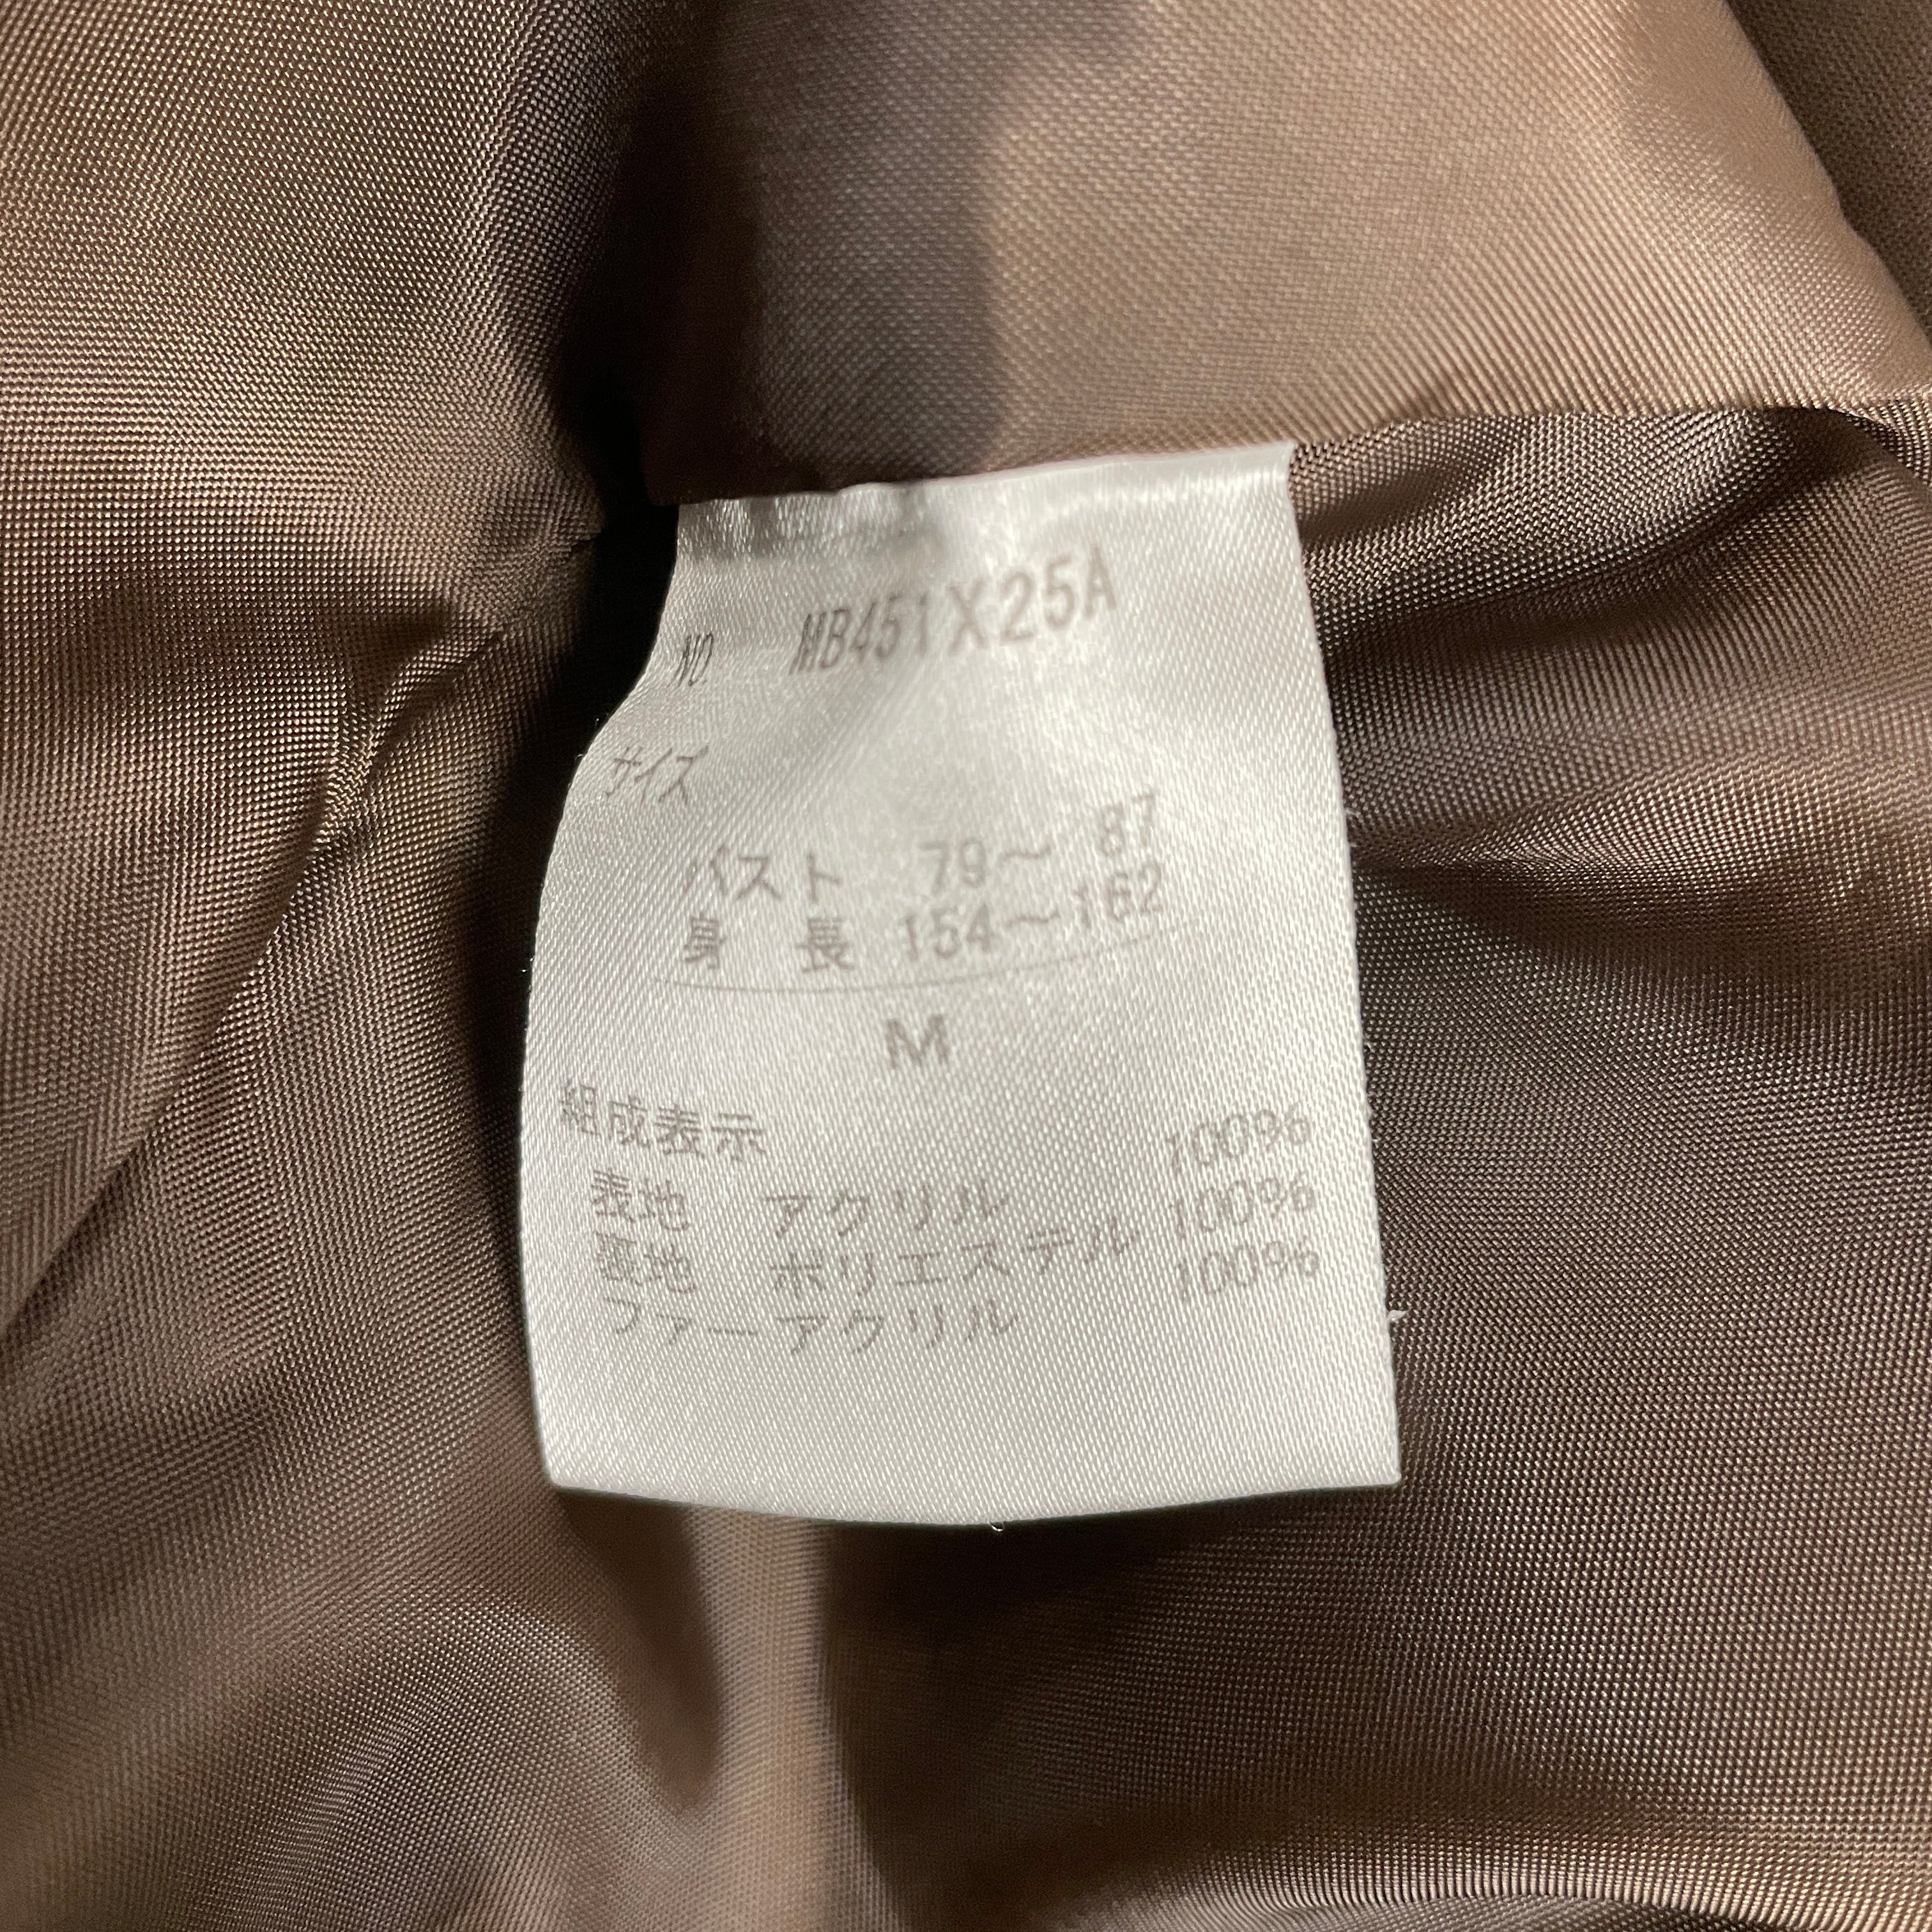 NO MB451X25A
サイズ
バスト 79～ 87
身 長 154～162
M
組成表示
表地 アクリル 100%
裏地 ポリエステル 100%
ファー アクリル 100%